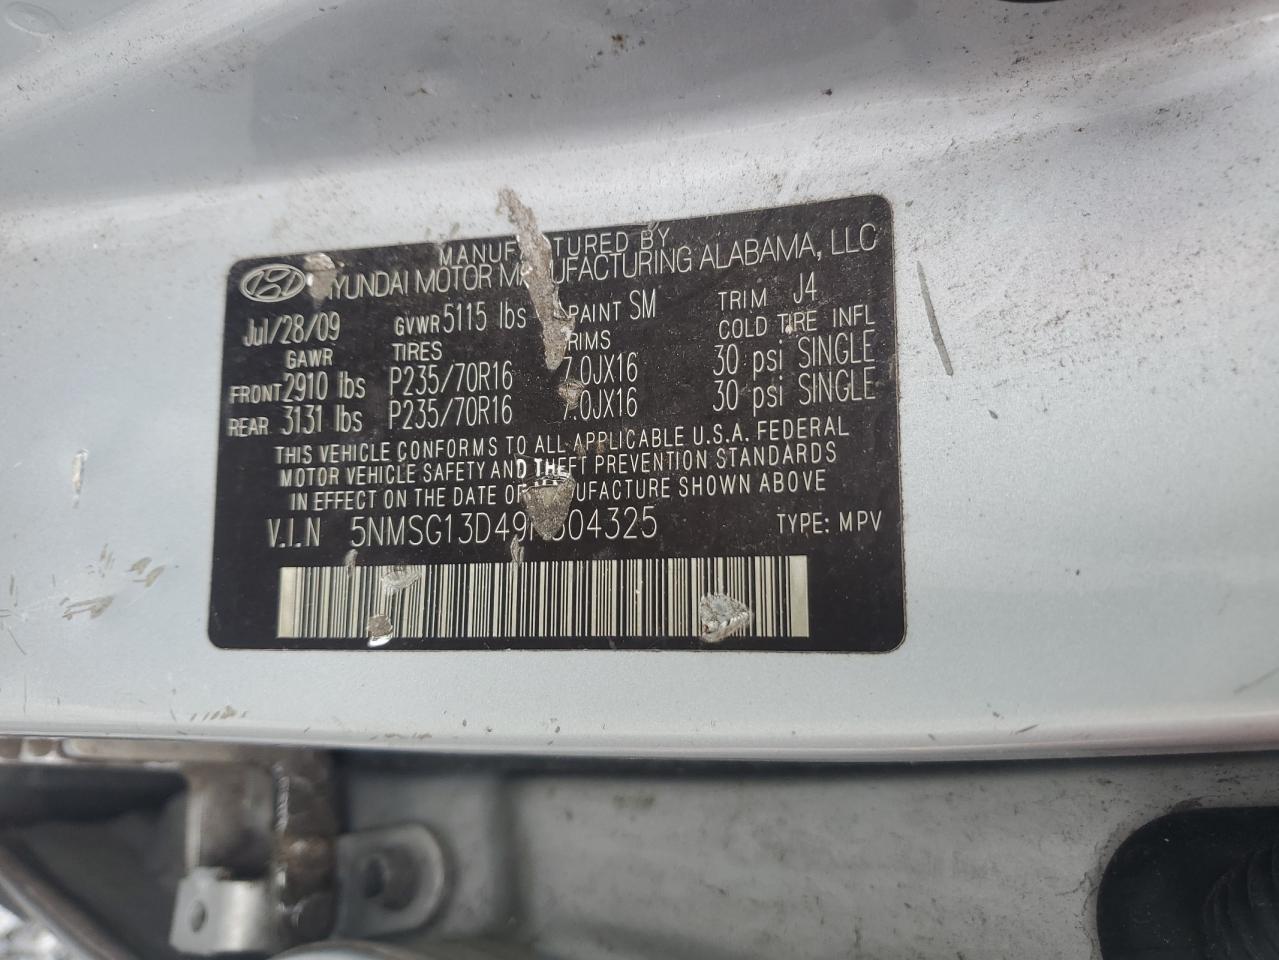 MANUFACTURED BY
HYUNDAI MOTOR MANUFACTURING ALABAMA, LLC
Jul/28/09 GVWR 5115 lbs PAINT SM TRIM J4
GAWR TIRES RIMS COLD TIRE INFL
FRONT 2910 lbs P235/70R16 7.0JX16 30 psi SINGLE
REAR 3131 lbs P235/70R16 7.0JX16 30 psi SINGLE
THIS VEHICLE CONFORMS TO ALL APPLICABLE U.S.A. FEDERAL
MOTOR VEHICLE SAFETY AND THEFT PREVENTION STANDARDS
IN EFFECT ON THE DATE OF MANUFACTURE SHOWN ABOVE
V.I.N TYPE: MPV